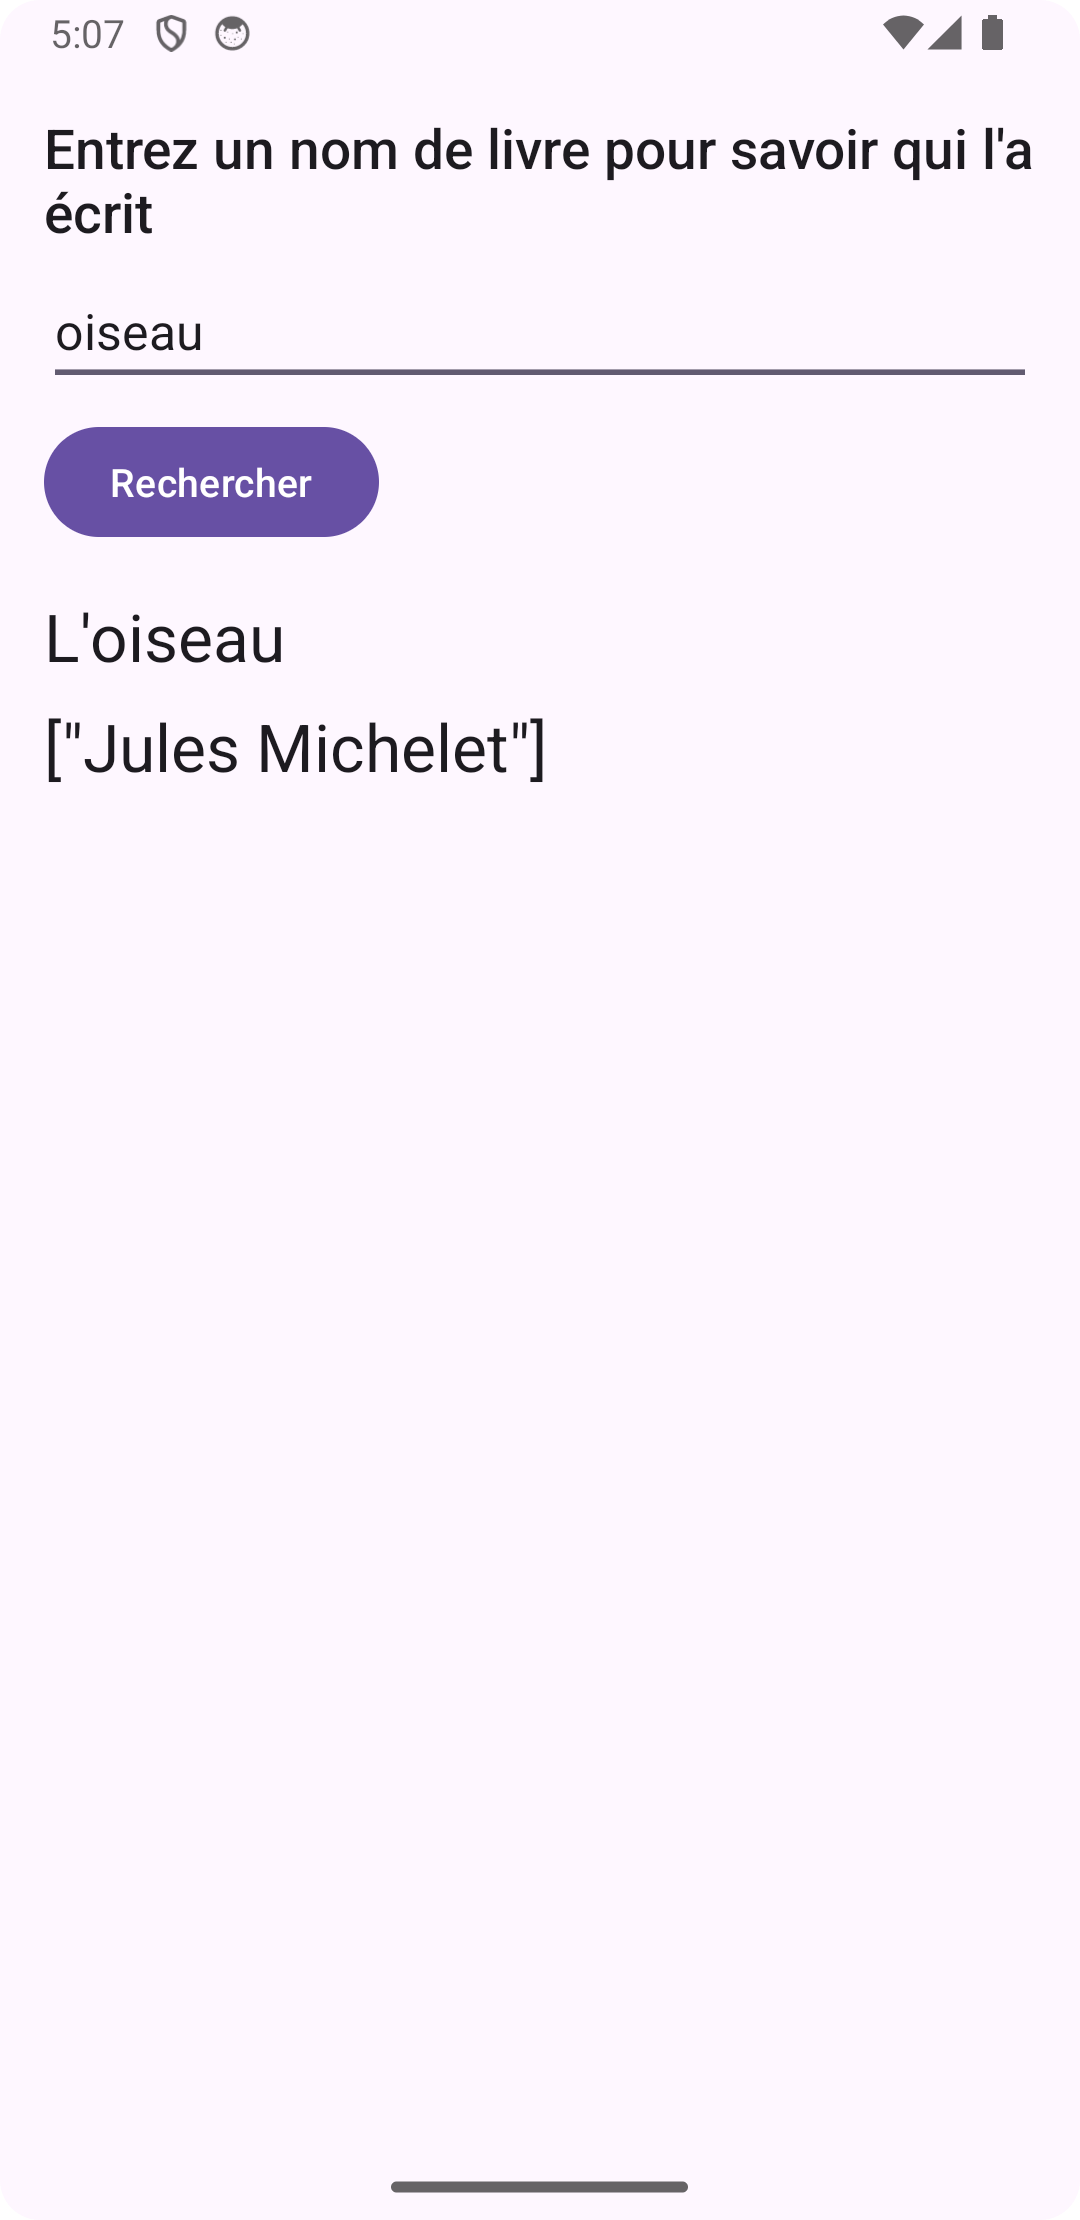 5:07
Entrez un nom de livre pour savoir qui l'a
écrit
oiseau
Rechercher
L'oiseau
["Jules Michelet"]